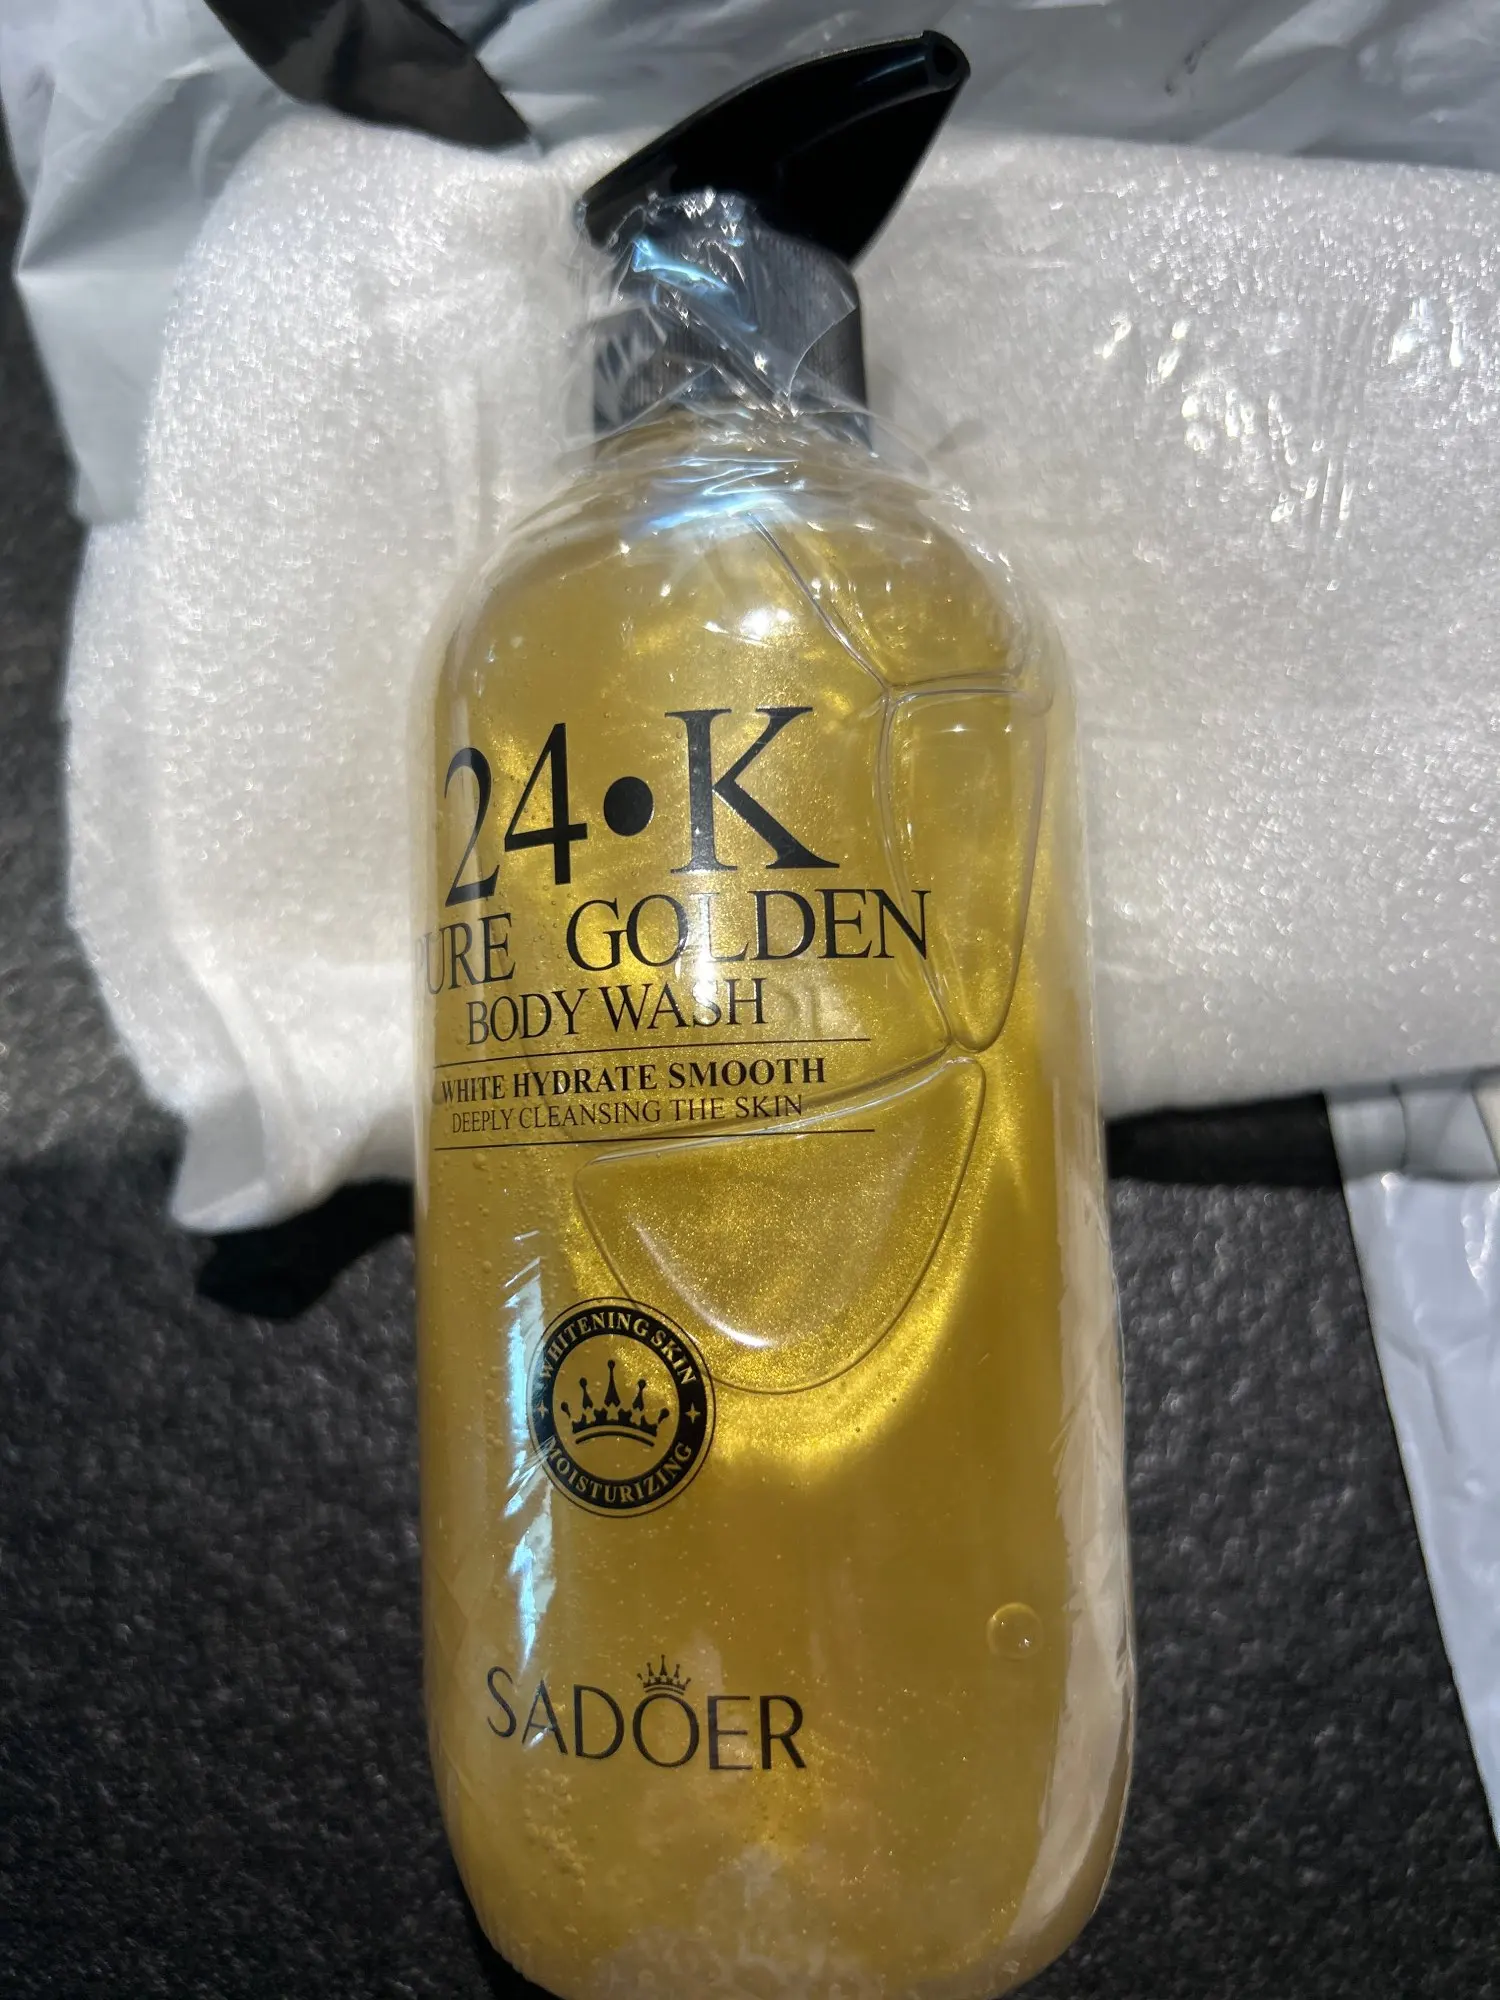 24•K
PURE GOLDEN
BODY WASH
WHITE HYDRATE SMOOTH
DEEPLY CLEANSING THE SKIN
WHITENING SKIN
MOISTURIZING
SADOER